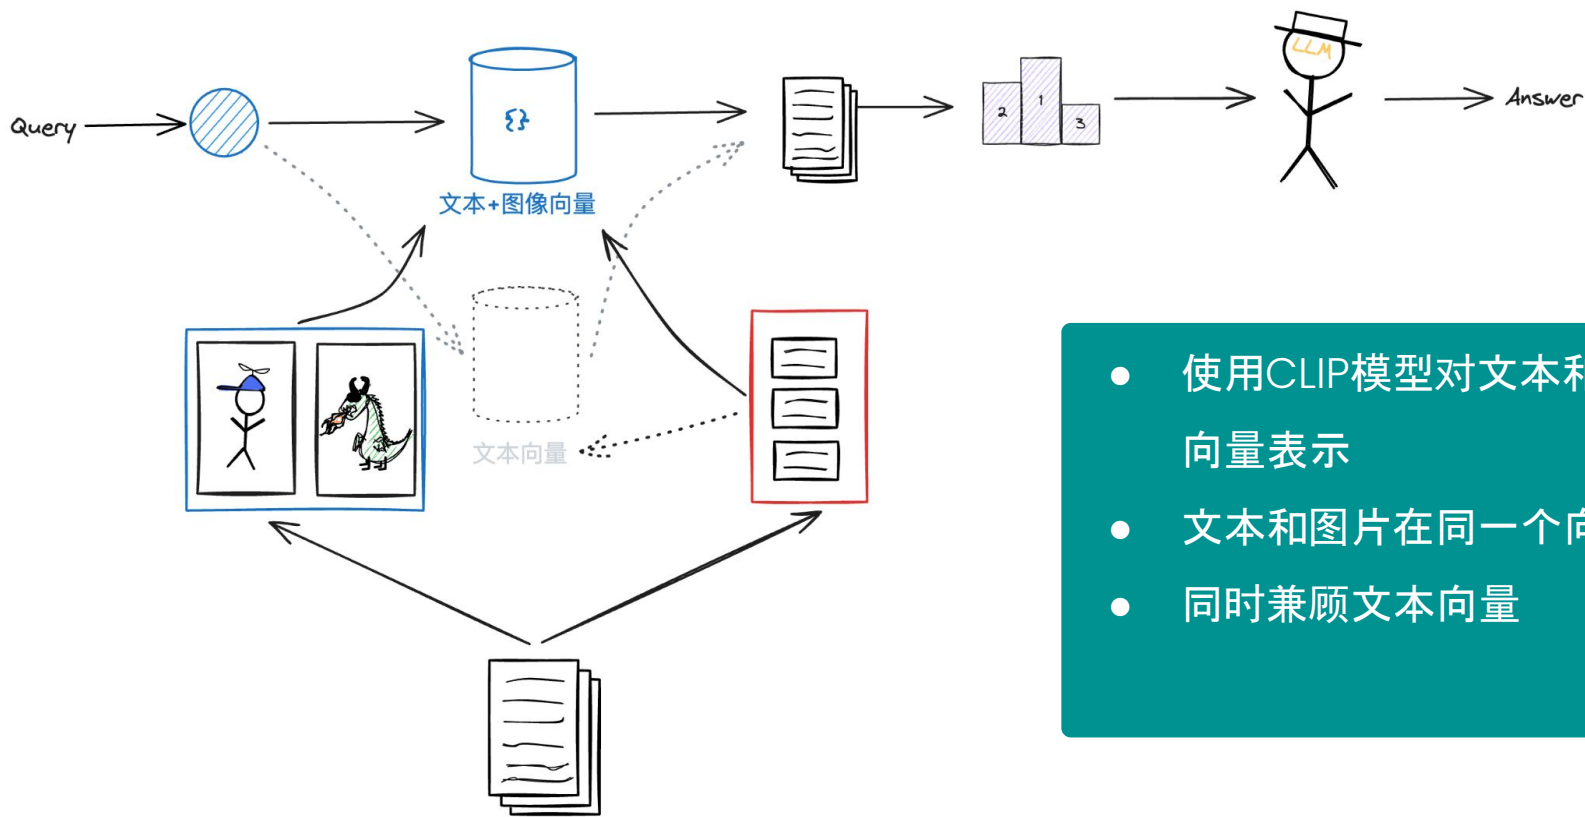 Query
{}
文本+图像向量
2
1
3
LLM
Answer
文本向量
使用CLIP模型对文本和
向量表示
文本和图片在同一个向
同时兼顾文本向量